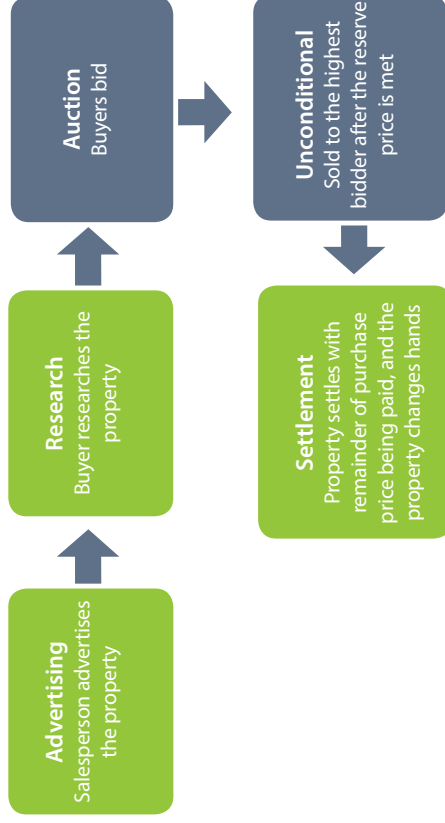 Advertising
Salesperson advertises
the property
Research
Buyer researches the
property
Auction
Buyers bid
Unconditional
Sold to the highest
bidder after the reserve
price is met
Settlement
Property settles with
remainder of purchase
price being paid, and the
property changes hands